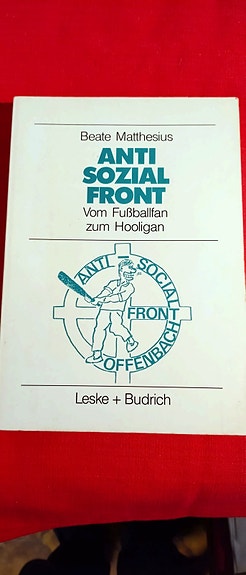 Beate Matthesius
ANTI
SOZIAL
FRONT
Vom Fußballfan
zum Hooligan
ANTI-SOCIAL
FRONT
OFFENBACH
Leske + Budrich